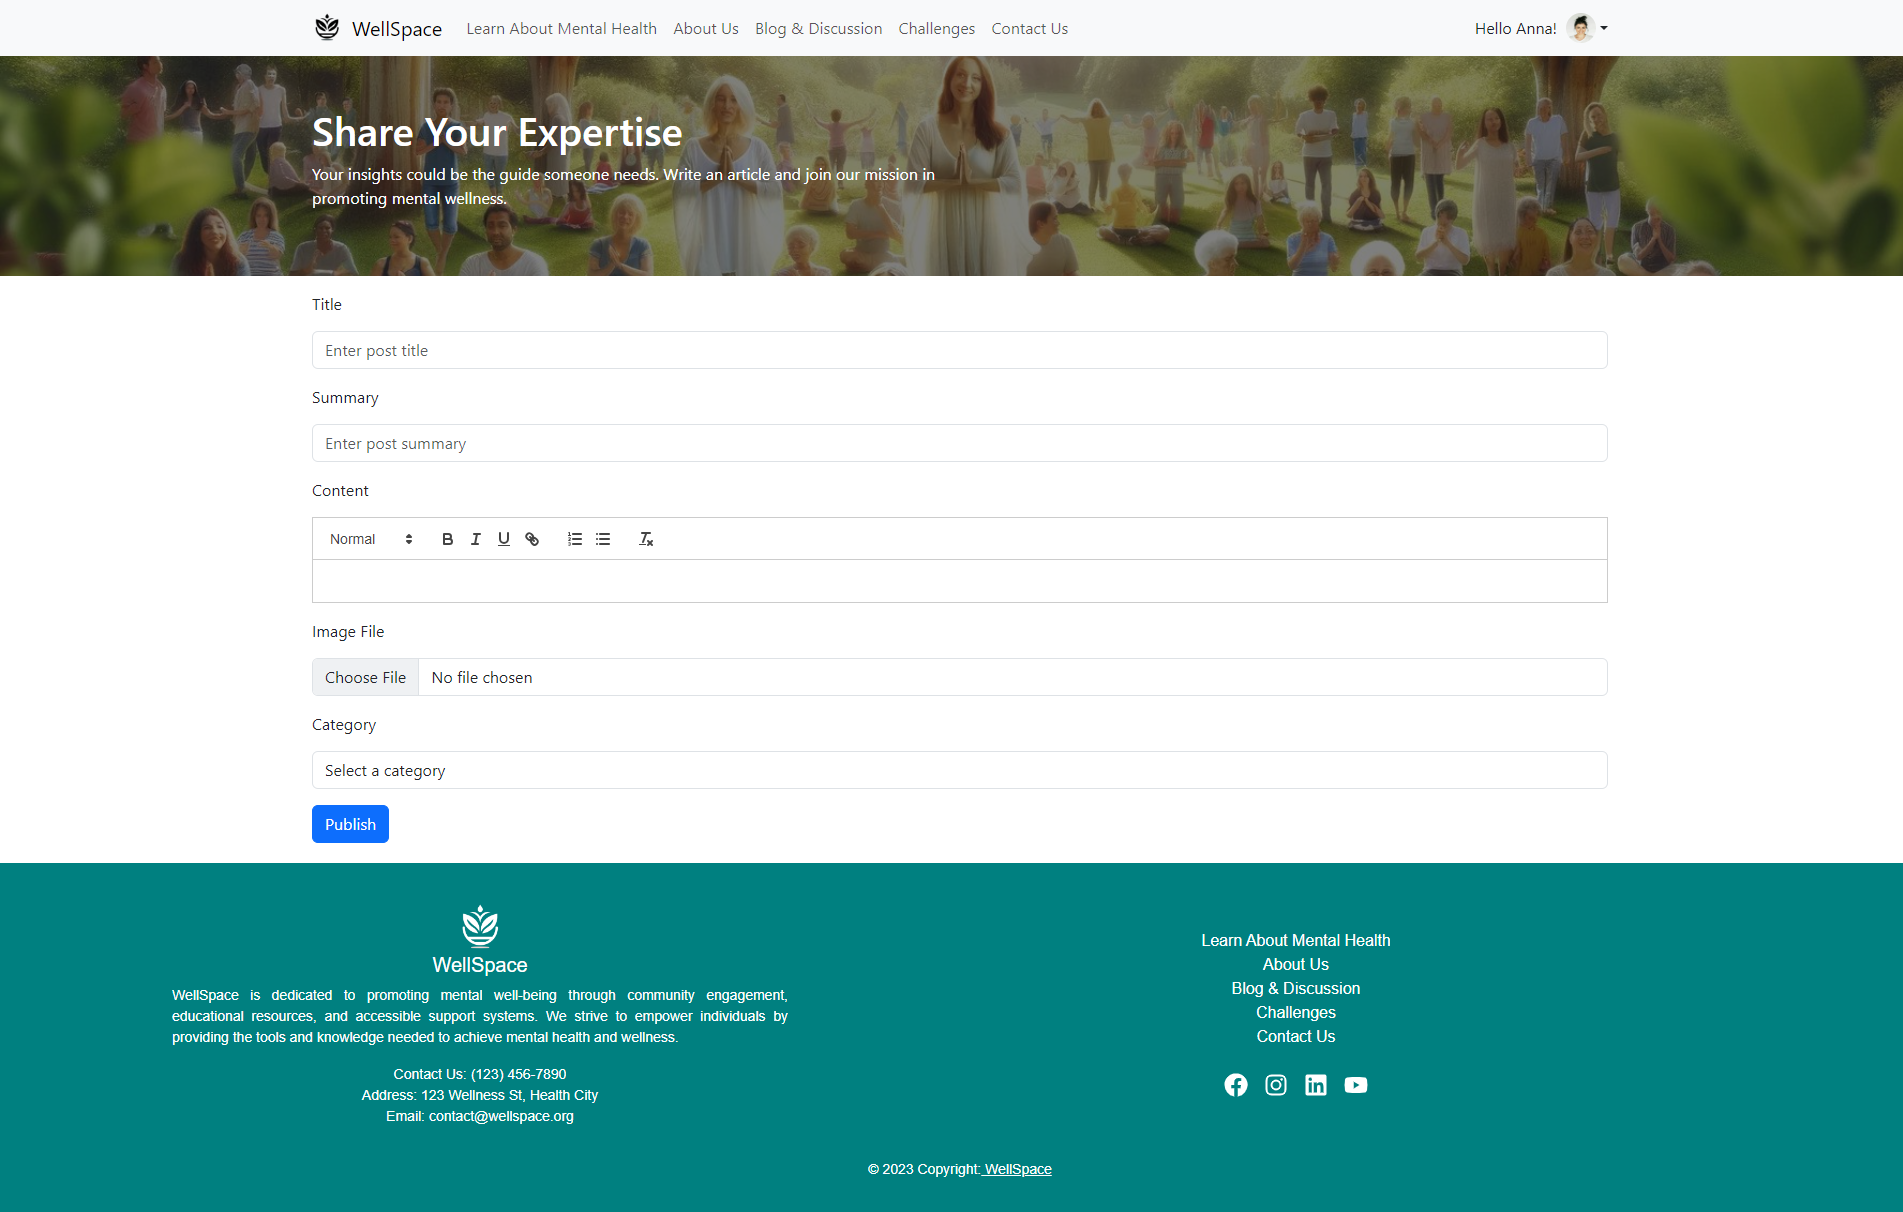 WellSpace
Learn About Mental Health
About Us
Blog & Discussion
Challenges
Contact Us
Hello Anna!
Share Your Expertise
Your insights could be the guide someone needs. Write an article and join our mission in
promoting mental wellness.
Title
Enter post title
Summary
Enter post summary
Content
Normal
Image File
Choose File
No file chosen
Category
Select a category
Publish
WellSpace
WellSpace is dedicated to promoting mental well-being through community engagement,
educational resources, and accessible support systems. We strive to empower individuals by
providing the tools and knowledge needed to achieve mental health and wellness.
Contact Us: (123) 456-7890
Address: 123 Wellness St, Health City
Email: contact@wellspace.org
Learn About Mental Health
About Us
Blog & Discussion
Challenges
Contact Us
© 2023 Copyright: WellSpace